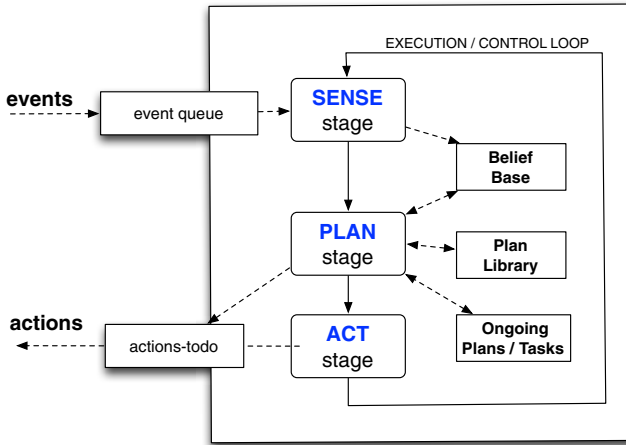 EXECUTION / CONTROL LOOP
events
event queue
SENSE
stage
Belief
Base
PLAN
stage
Plan
Library
actions
actions-todo
ACT
stage
Ongoing
Plans / Tasks